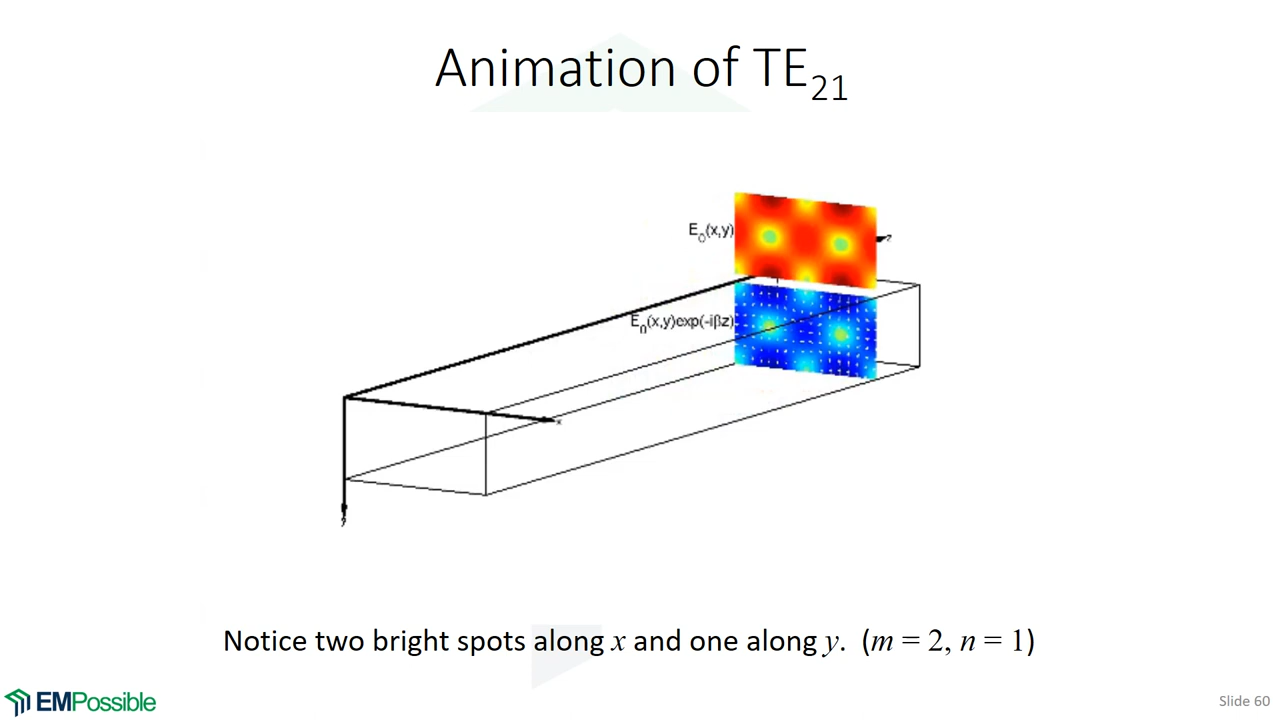 Animation of TE21
E0(x,y)
z
E0(x,y)exp(-iβz)
x
y
Notice two bright spots along x and one along y. (m = 2, n = 1)
EMPossible
Slide 60